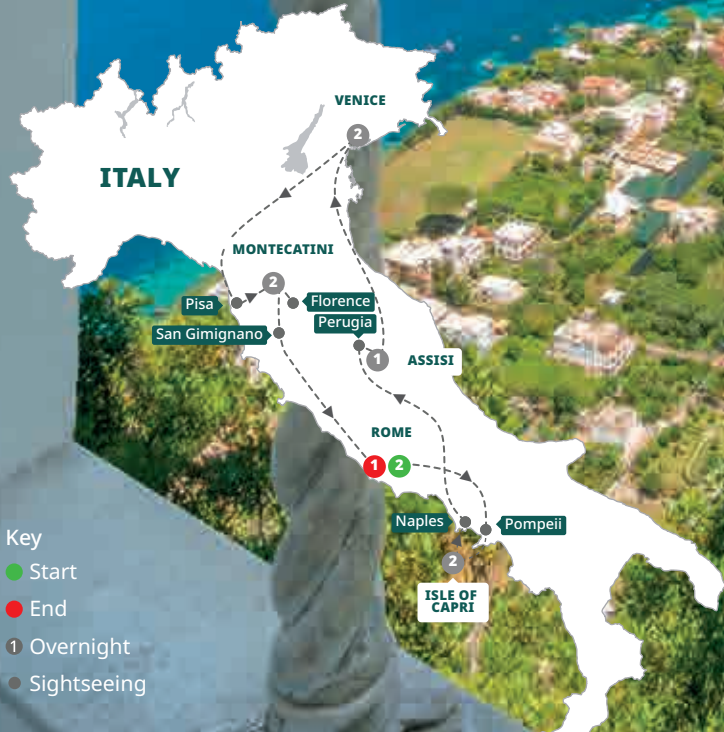 VENICE
2
ITALY
MONTECATINI
2
Pisa
Florence
Perugia
San Gimignano
1
ASSISI
ROME
1
2
Naples
Pompeii
2
ISLE OF
CAPRI
Key
Start
End
1 Overnight
Sightseeing